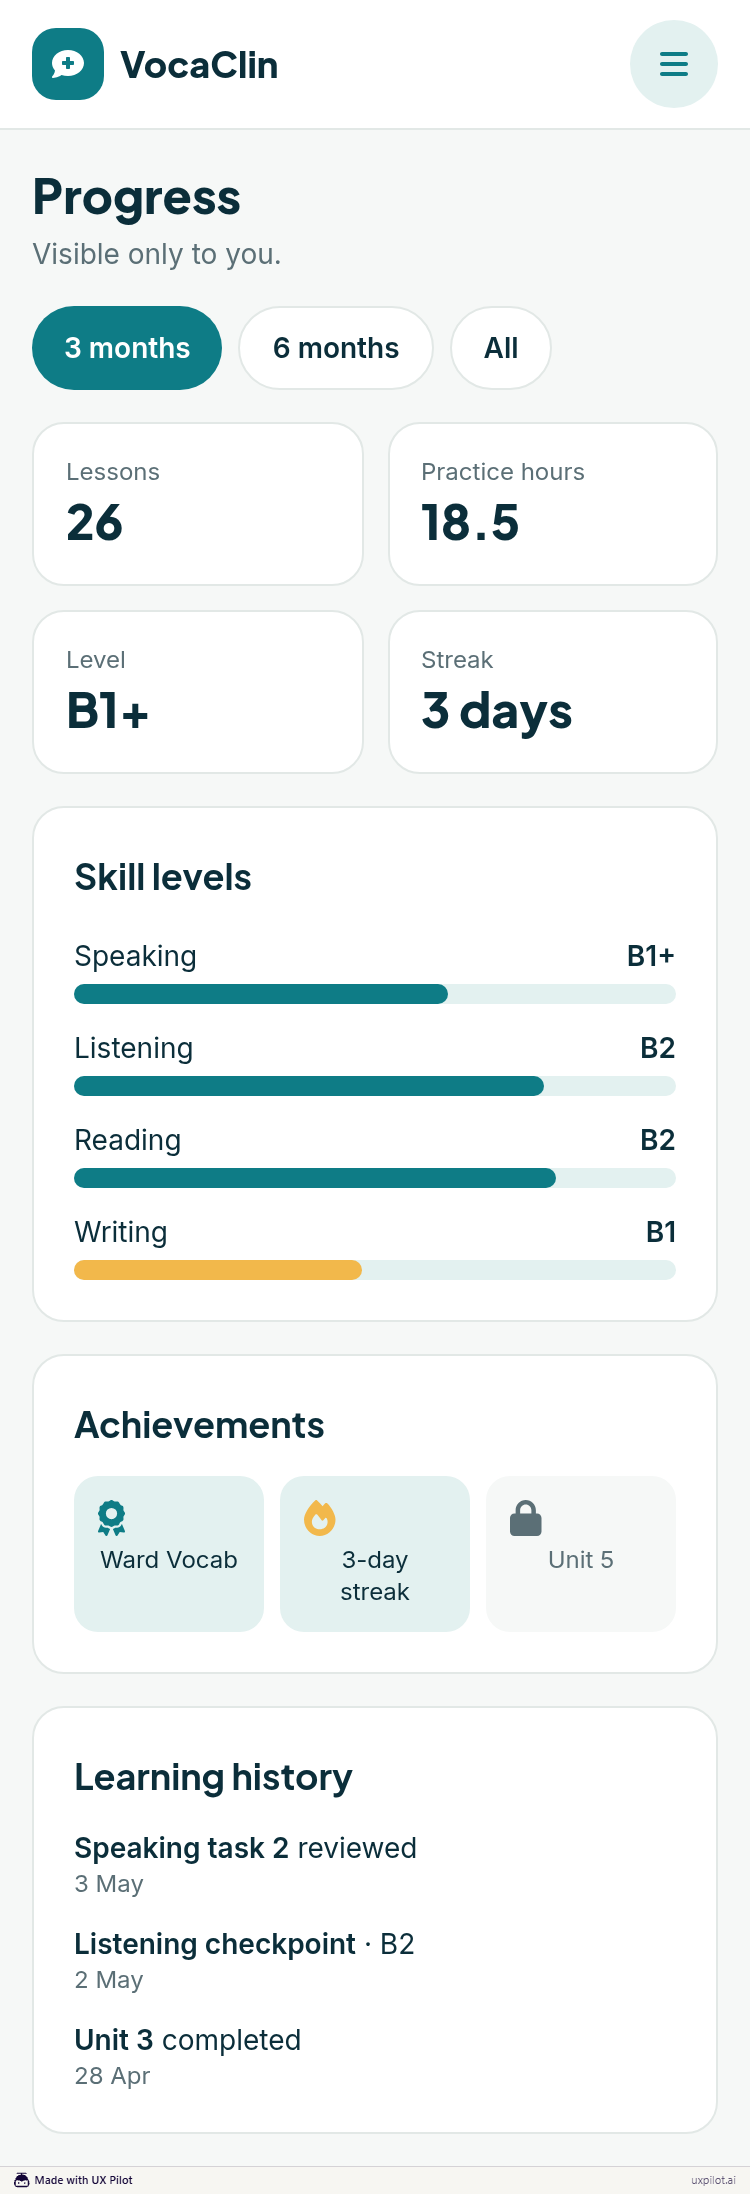 VocaClin
Progress
Visible only to you.
3 months
6 months
All
Lessons
26
Practice hours
18.5
Level
B1+
Streak
3 days
Skill levels
Speaking B1+
Listening B2
Reading B2
Writing B1
Achievements
Ward Vocab
3-day
streak
Unit 5
Learning history
Speaking task 2 reviewed
3 May
Listening checkpoint · B2
2 May
Unit 3 completed
28 Apr
Made with UX Pilot
uxpilot.ai